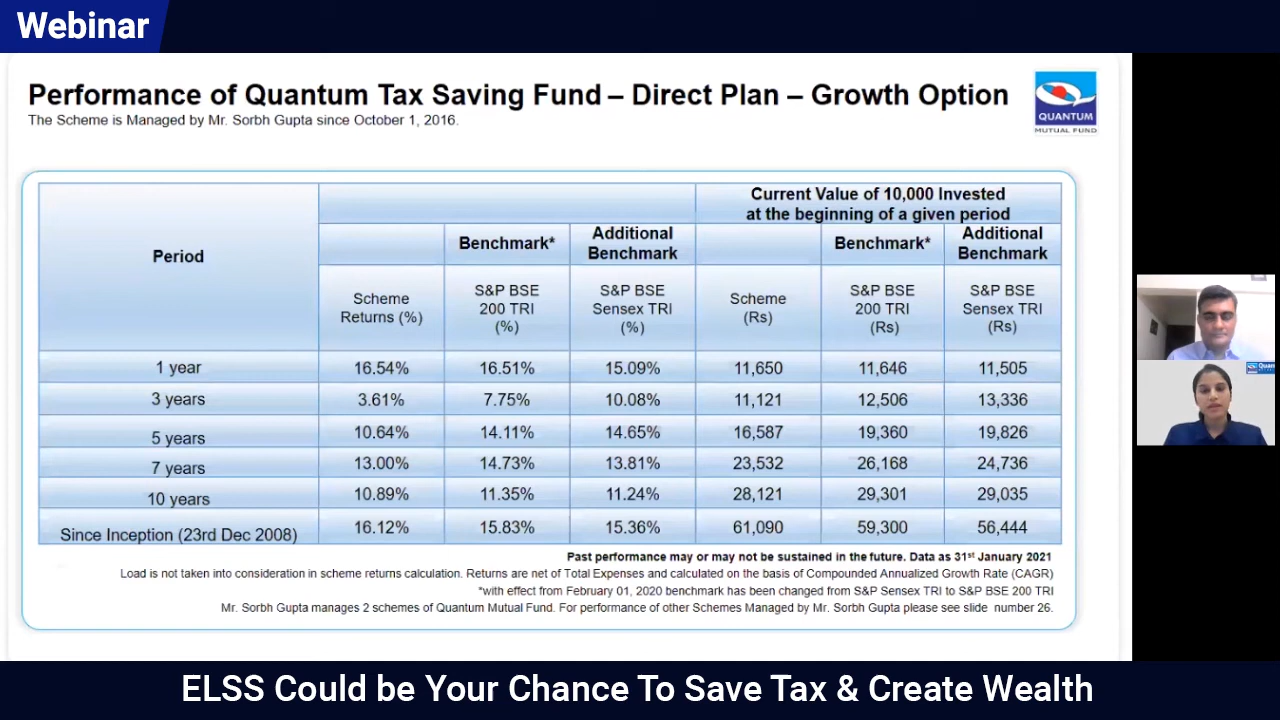 Webinar
Performance of Quantum Tax Saving Fund – Direct Plan – Growth Option
The Scheme is Managed by Mr. Sorbh Gupta since October 1, 2016.
QUANTUM
MUTUAL FUND
Period
Current Value of 10,000 Invested
at the beginning of a given period
Benchmark* Additional Benchmark Benchmark* Additional Benchmark
Scheme Returns (%) S&P BSE 200 TRI (%) S&P BSE Sensex TRI (%) Scheme (Rs) S&P BSE 200 TRI (Rs) S&P BSE Sensex TRI (Rs)
1 year 16.54% 16.51% 15.09% 11,650 11,646 11,505
3 years 3.61% 7.75% 10.08% 11,121 12,506 13,336
5 years 10.64% 14.11% 14.65% 16,587 19,360 19,826
7 years 13.00% 14.73% 13.81% 23,532 26,168 24,736
10 years 10.89% 11.35% 11.24% 28,121 29,301 29,035
Since Inception (23rd Dec 2008) 16.12% 15.83% 15.36% 61,090 59,300 56,444
Past performance may or may not be sustained in the future. Data as 31st January 2021
Load is not taken into consideration in scheme returns calculation. Returns are net of Total Expenses and calculated on the basis of Compounded Annualized Growth Rate (CAGR)
*with effect from February 01, 2020 benchmark has been changed from S&P Sensex TRI to S&P BSE 200 TRI
Mr. Sorbh Gupta manages 2 schemes of Quantum Mutual Fund. For performance of other Schemes Managed by Mr. Sorbh Gupta please see slide number 26.
ELSS Could be Your Chance To Save Tax & Create Wealth